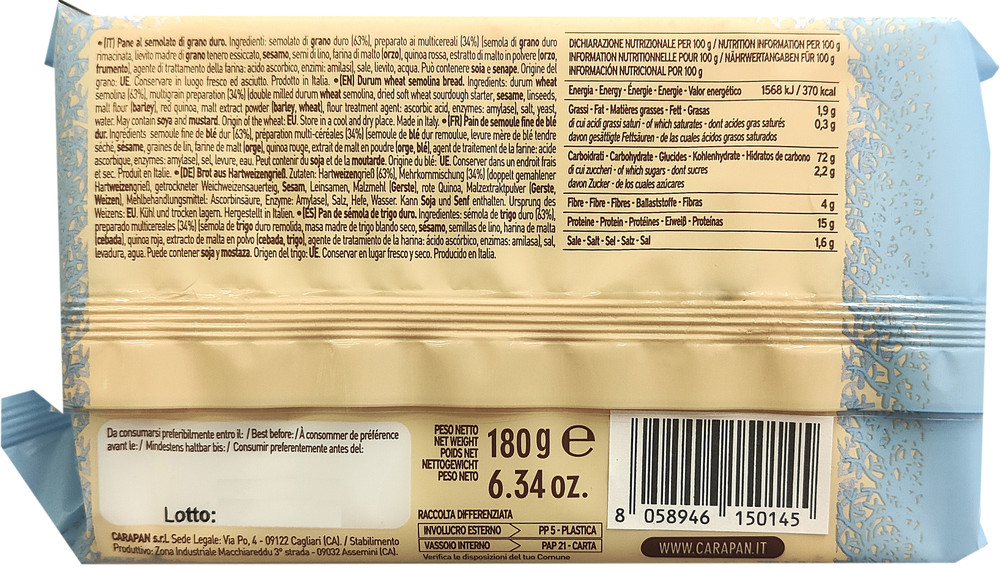 • (IT) Pane al semolato di grano duro. Ingredienti: semolato di grano duro (63%), preparato ai multicereali (34%) (semola di grano duro
rimacinata, lievito madre di grano tenero essiccato, sesamo, semi di lino, farina di malto (orzo), quinoa rossa, estratto di malto in polvere (orzo,
frumento), agente di trattamento della farina: acido ascorbico, enzimi: amilasi), sale, lievito, acqua. Può contenere soia e senape. Origine del
grano: UE. Conservare in luogo fresco ed asciutto. Prodotto in Italia. • (EN) Durum wheat semolina bread. Ingredients: durum wheat
semolina (63%), multigrain preparation (34%) (double milled durum wheat semolina, dried soft wheat sourdough starter, sesame, linseeds,
malt flour (barley), red quinoa, malt extract powder (barley, wheat), flour treatment agent: ascorbic acid, enzymes: amylase), salt, yeast,
water. May contain soya and mustard. Origin of the wheat: EU. Store in a cool and dry place. Made in Italy. • (FR) Pain de semoule fine de blé
dur. Ingrédients: semoule fine de blé dur (63%), préparation multi-céréales (34%) (semoule de blé dur remoulue, levure mère de blé tendre
séché, sésame, graines de lin, farine de malt (orge), quinoa rouge, extrait de malt en poudre (orge, blé), agent de traitement de la farine: acide
ascorbique, enzymes: amylase), sel, levure, eau. Peut contenir du soja et de la moutarde. Origine du blé: UE. Conserver dans un endroit frais
et sec. Produit en Italie. • (DE) Brot aus Hartweizengrieß. Zutaten: Hartweizengrieß (63%), Mehrkornmischung (34%) (doppelt gemahlener
Hartweizengrieß, getrockneter Weichweizensauerteig, Sesam, Leinsamen, Malzmehl (Gerste), rote Quinoa, Malzextraktpulver (Gerste,
Weizen), Mehlbehandlungsmittel: Ascorbinsäure, Enzyme: Amylase), Salz, Hefe, Wasser. Kann Soja und Senf enthalten. Ursprung des
Weizens: EU. Kühl und trocken lagern. Hergestellt in Italien. • (ES) Pan de sémola de trigo duro. Ingredientes: sémola de trigo duro (63%),
preparado multicereales (34%) (sémola de trigo duro remolida, masa madre de trigo blando seco, sésamo, semillas de lino, harina de malta
(cebada), quinoa roja, extracto de malta en polvo (cebada, trigo), agente de tratamiento de la harina: ácido ascórbico, enzimas: amilasa), sal,
levadura, agua. Puede contener soja y mostaza. Origen del trigo: UE. Conservar en lugar fresco y seco. Producido en Italia.
DICHIARAZIONE NUTRIZIONALE PER 100 g / NUTRITION INFORMATION PER 100 g
INFORMATION NUTRITIONNELLE POUR 100 g / NÄHRWERTANGABEN FÜR 100 g
INFORMACIÓN NUTRICIONAL POR 100 g
Energia - Energy - Énergie - Energie - Valor energético 1568 kJ / 370 kcal
Grassi - Fat - Matières grasses - Fett - Grasas 1,9 g
di cui acidi grassi saturi - of which saturates - dont acides gras saturés 0,3 g
davon gesättigte Fettsäuren - de las cuales ácidos grasos saturados
Carboidrati - Carbohydrate - Glucides - Kohlenhydrate - Hidratos de carbono 72 g
di cui zuccheri - of which sugars - dont sucres 2,2 g
davon Zucker - de los cuales azúcares
Fibre - Fibre - Fibres - Ballaststoffe - Fibras 4 g
Proteine - Protein - Protéines - Eiweiß - Proteínas 15 g
Sale - Salt - Sel - Salz - Sal 1,6 g
Da consumarsi preferibilmente entro il: / Best before: / À consommer de préférence
avant le: / Mindestens haltbar bis: / Consumir preferentemente antes del:
Lotto:
CARAPAN s.r.l. Sede Legale: Via Po, 4 - 09122 Cagliari (CA). / Stabilimento
Produttivo: Zona Industriale Macchiareddu 3° strada - 09032 Assemini (CA).
PESO NETTO
NET WEIGHT
POIDS NET
NETTOGEWICHT
PESO NETO
180 g ℮
6.34 oz.
RACCOLTA DIFFERENZIATA
INVOLUCRO ESTERNO PP 5 - PLASTICA
VASSOIO INTERNO PAP 21 - CARTA
Verifica le disposizioni del tuo Comune
8 058946 150145
WWW.CARAPAN.IT